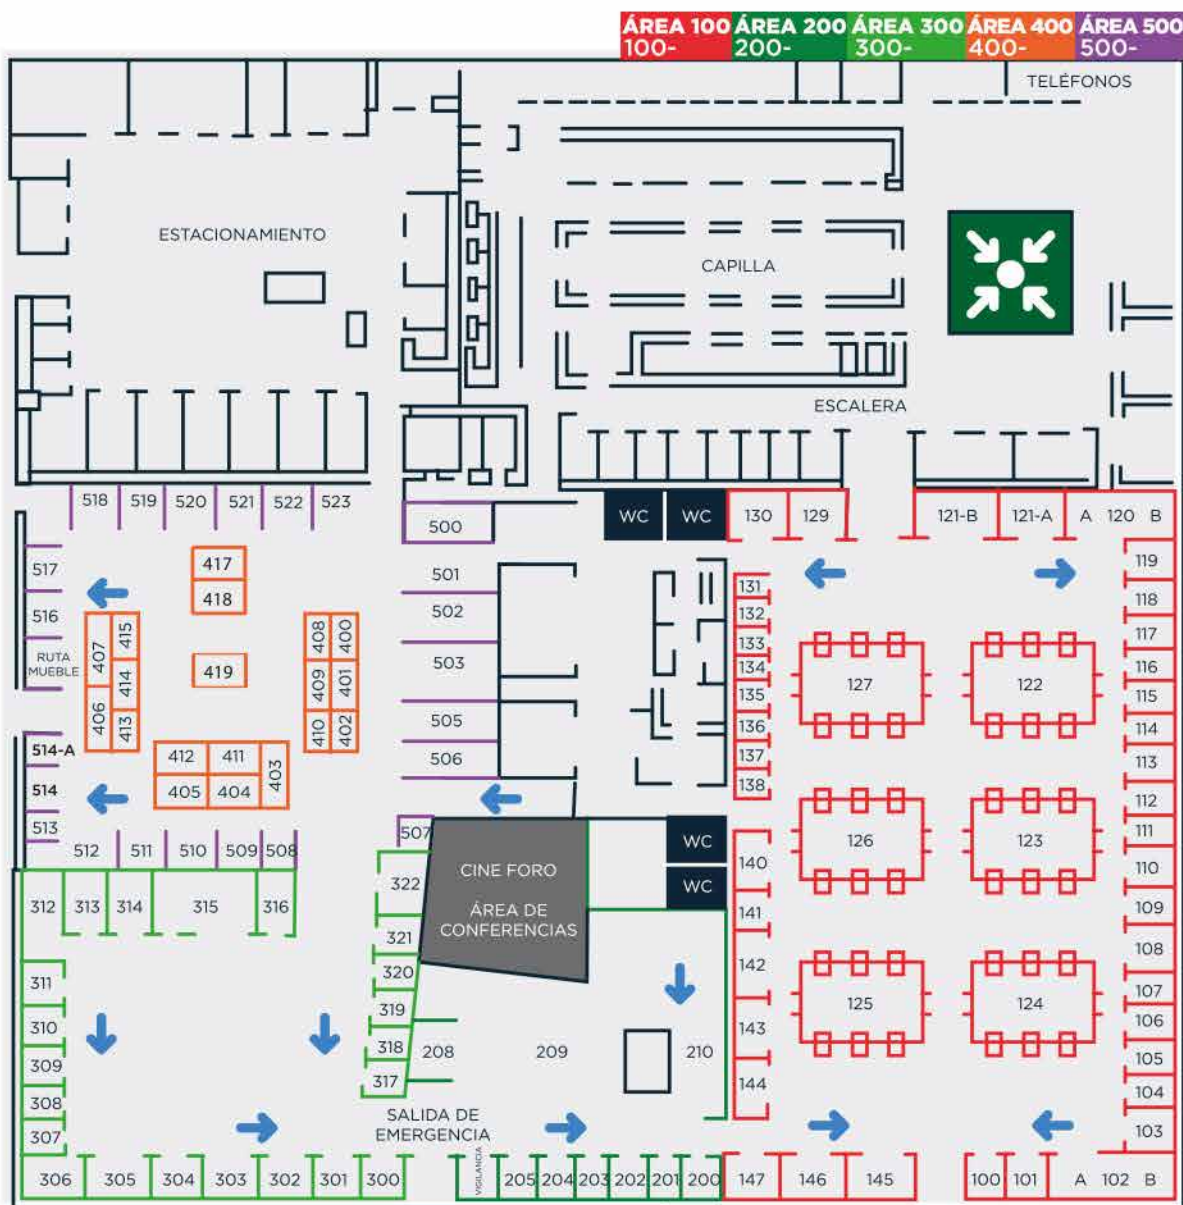 ÁREA 100
100-
ÁREA 200
200-
ÁREA 300
300-
ÁREA 400
400-
ÁREA 500
500-
TELÉFONOS
ESTACIONAMIENTO
CAPILLA
ESCALERA
518 519 520 521 522 523
500
WC WC
130 129
121-B 121-A A 120 B
517
516
RUTA
MUEBLE
514-A
514
513
417
418
419
407
415
414
406
413
408
400
409
401
410
402
412 411
403
405 404
512 511 510 509 508
501
502
503
505
506
507
131
132
133
134
135
136
137
138
140
141
142
143
144
127
122
126
123
125
124
119
118
117
116
115
114
113
112
111
110
109
108
107
106
105
104
103
WC
WC
CINE FORO
ÁREA DE
CONFERENCIAS
312 313 314 315 316
322
321
320
319
318
317
311
310
309
308
307
208 209 210
SALIDA DE
EMERGENCIA
306 305 304 303 302 301 300
VIGILANCIA
205 204 203 202 201 200
147 146 145
100 101 A 102 B